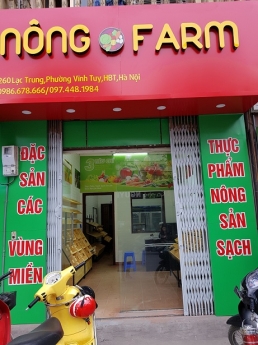 NÔNG FARM
260 Lạc Trung,Phường Vĩnh Tuy,HBT,Hà Nội
0986.678.666/097.448.1984
ĐẶC
SẢN
CÁC
VÙNG
MIỀN
THỰC
PHẨM
NÔNG
SẢN
SẠCH